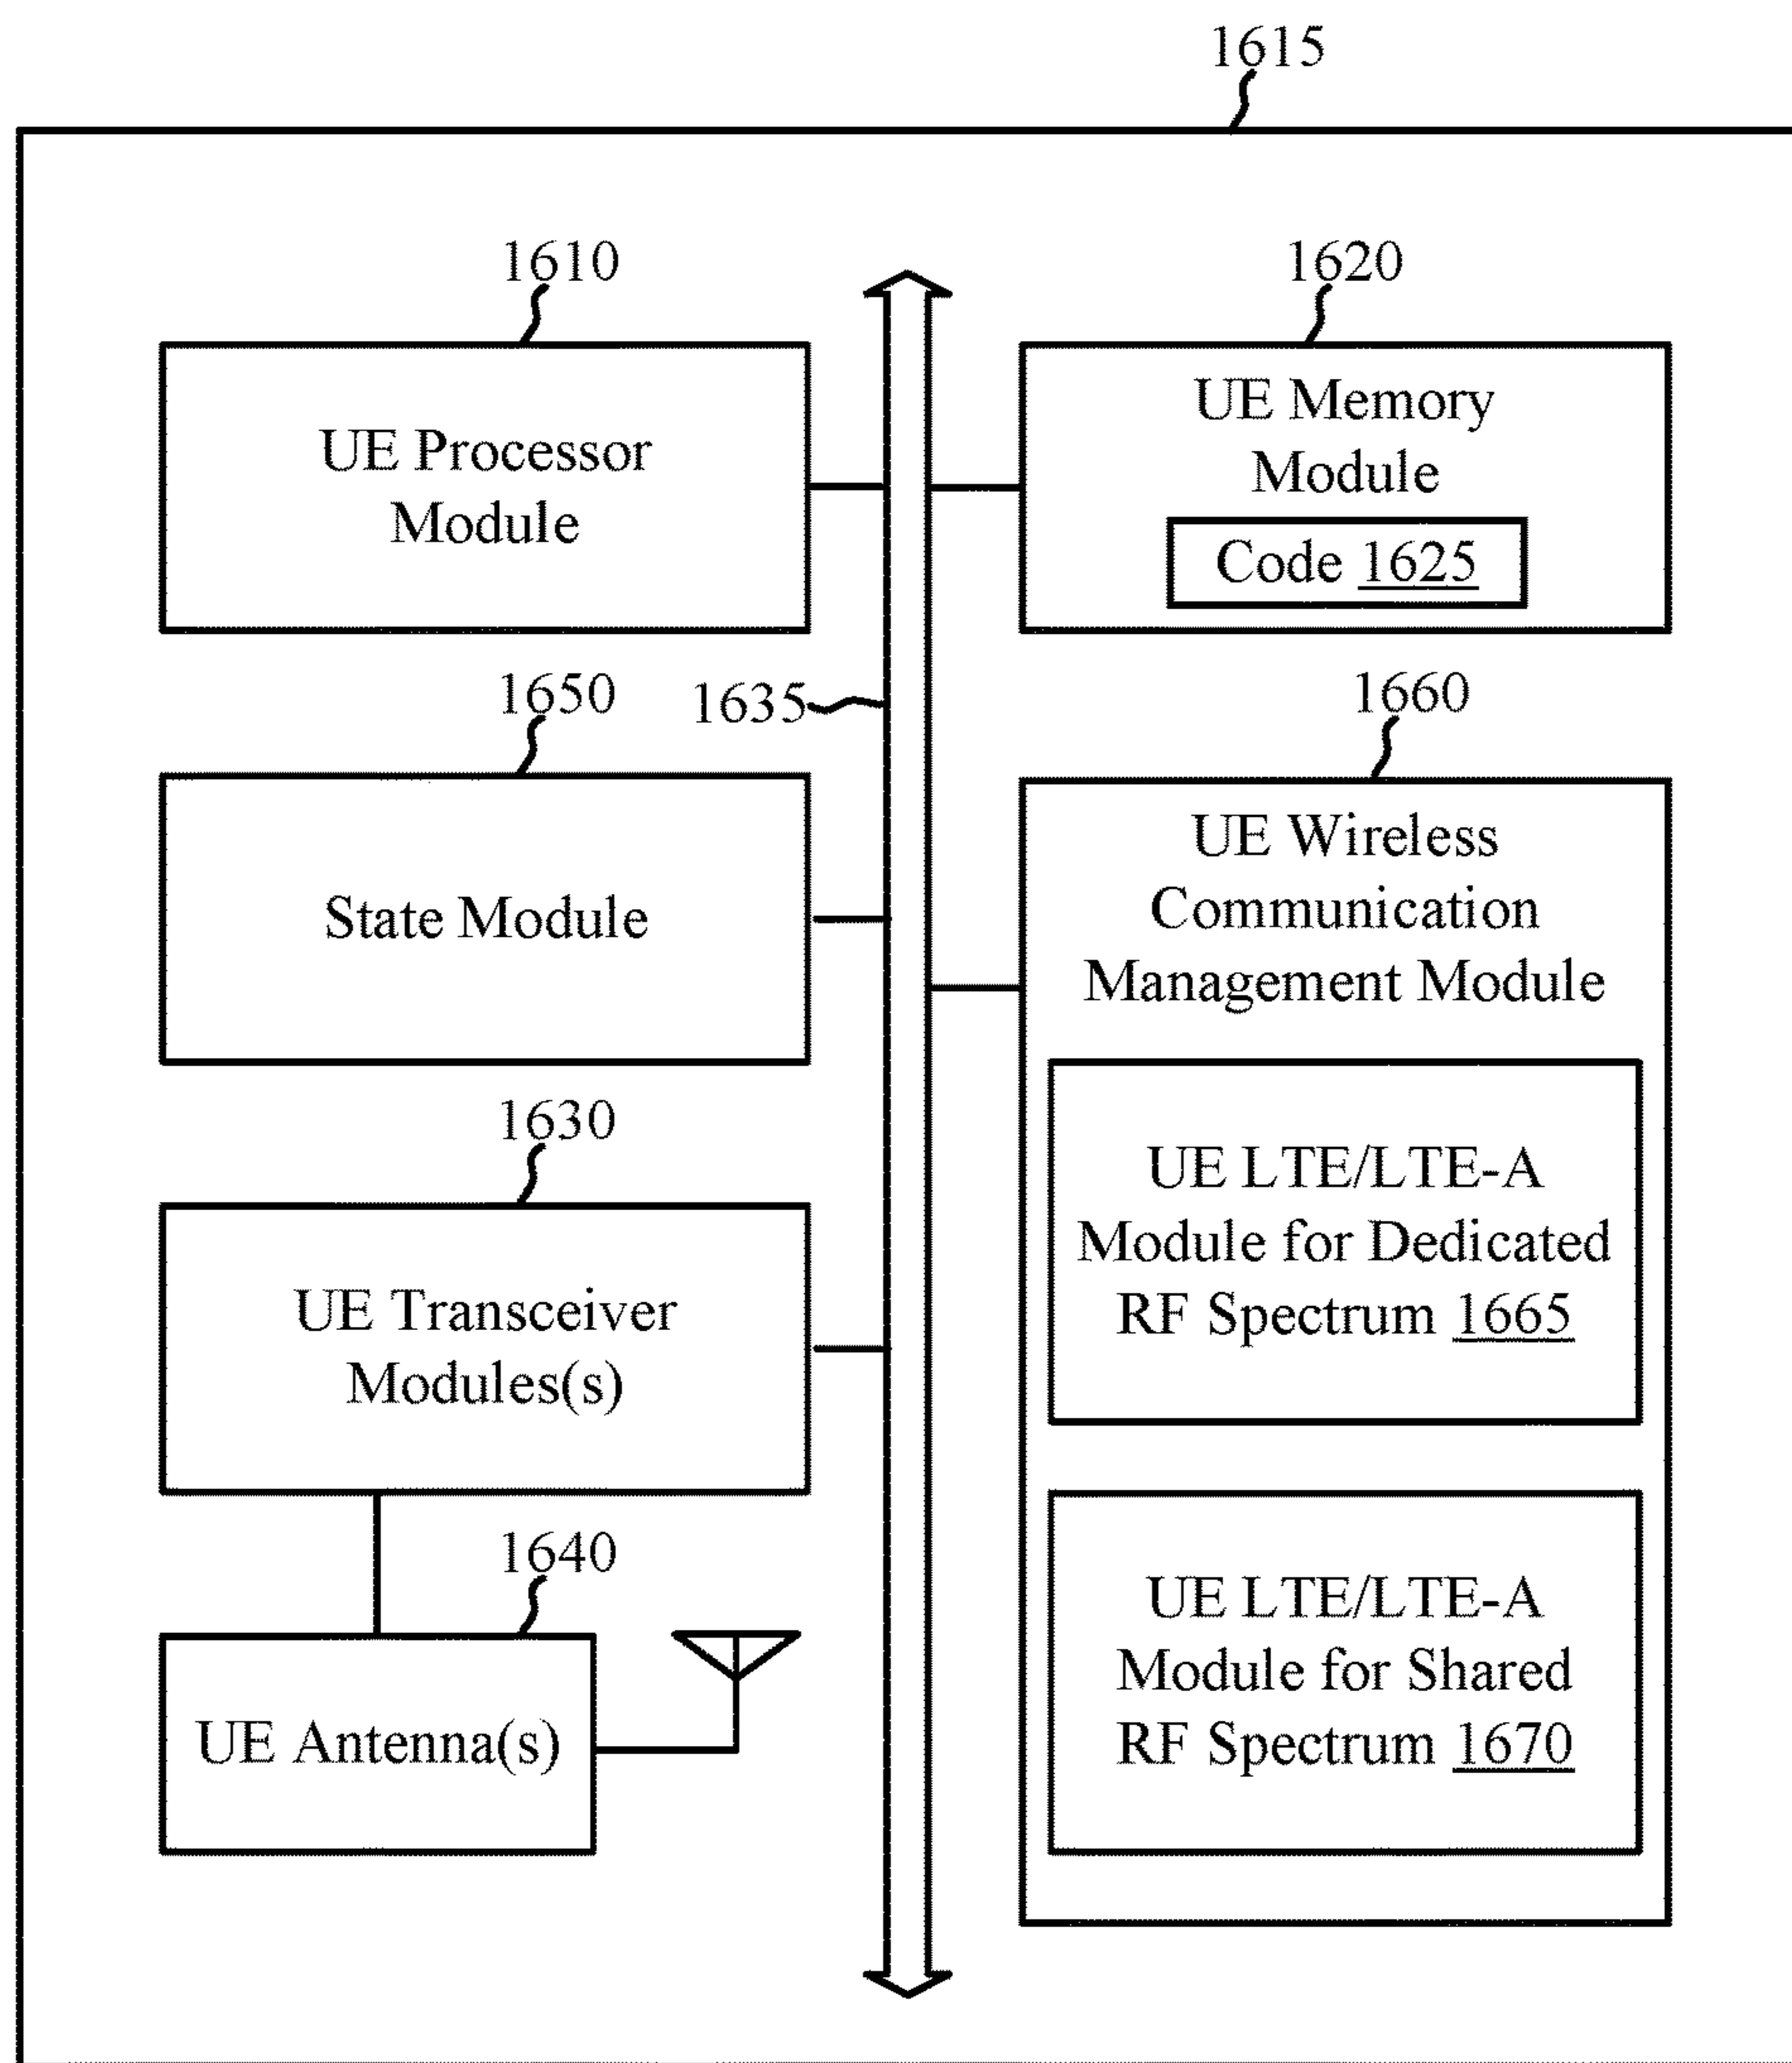 1615
1610
UE Processor
Module
1620
UE Memory
Module
Code 1625
1650
State Module
1635
1660
UE Wireless
Communication
Management Module
UE LTE/LTE-A
Module for Dedicated
RF Spectrum 1665
UE LTE/LTE-A
Module for Shared
RF Spectrum 1670
1630
UE Transceiver
Modules(s)
1640
UE Antenna(s)